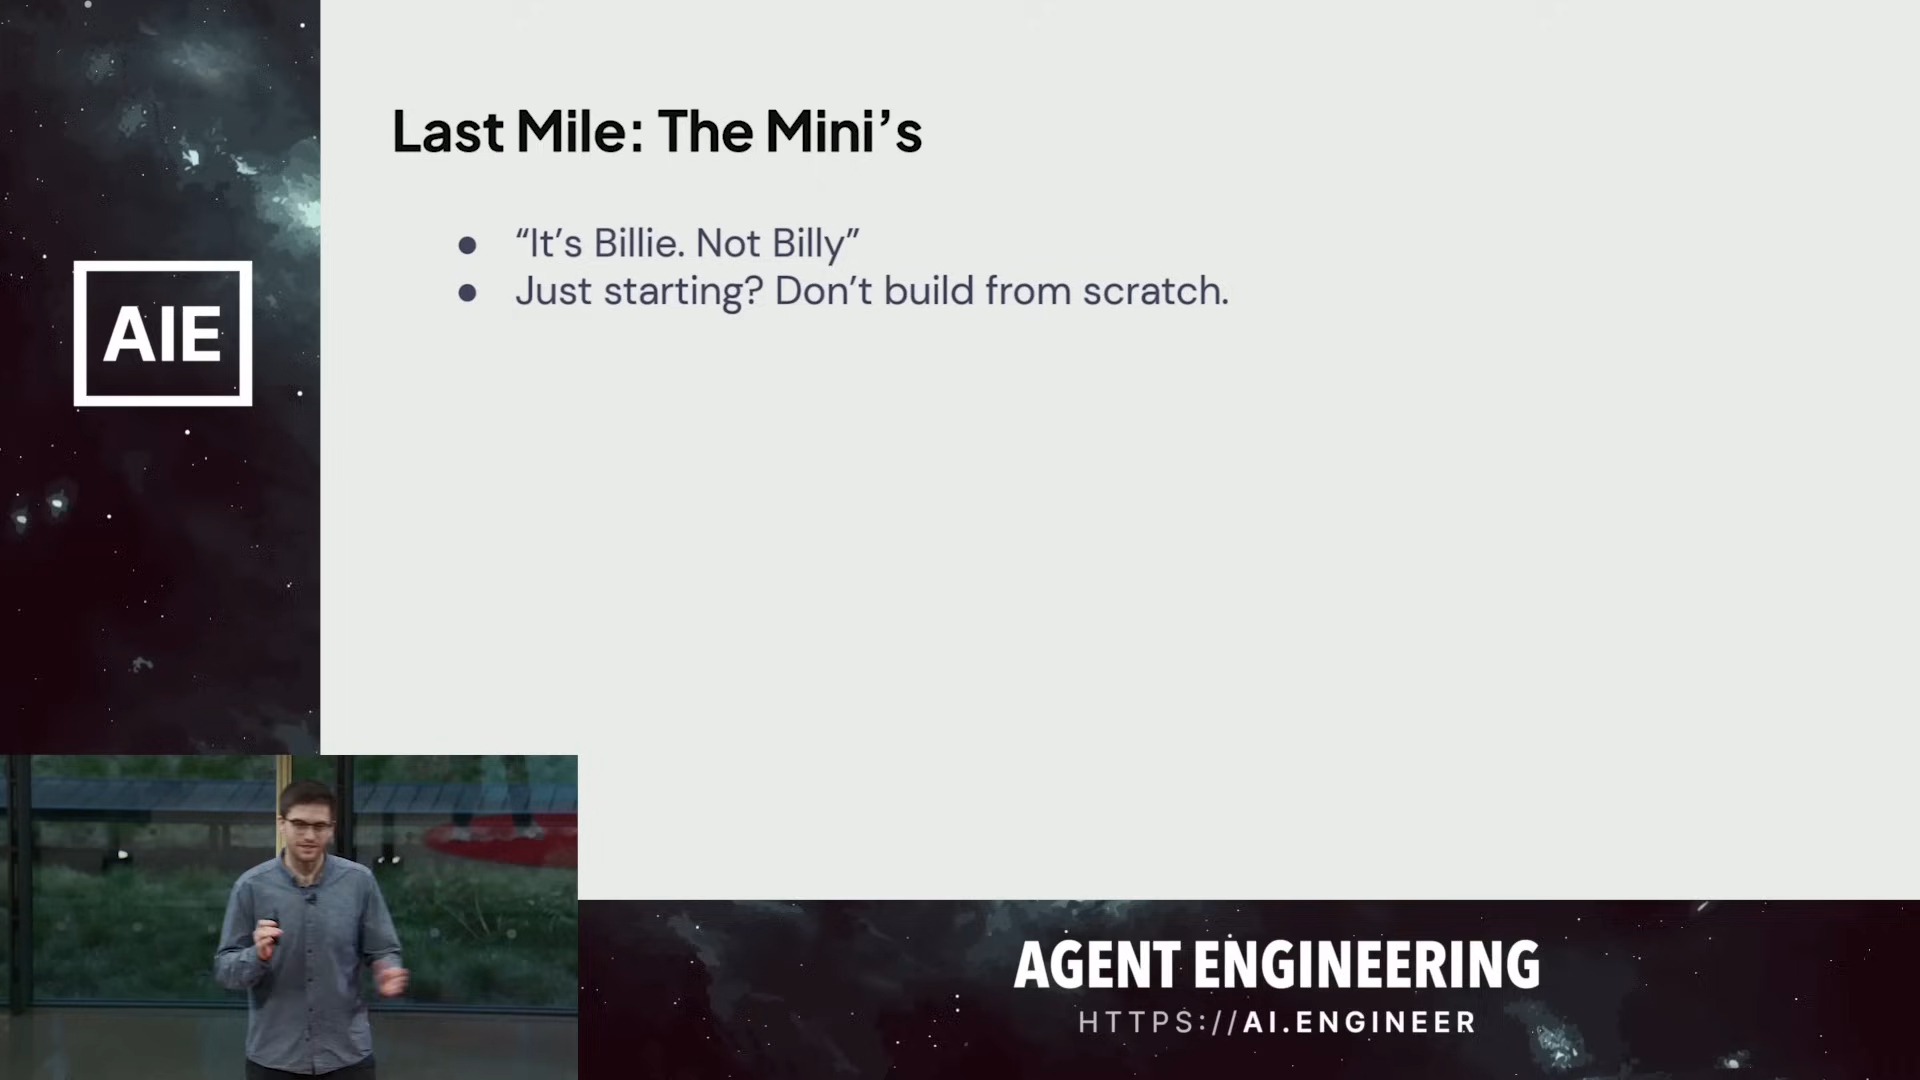 Last Mile: The Mini’s
● “It’s Billie. Not Billy”
● Just starting? Don’t build from scratch.
AIE
AGENT ENGINEERING
HTTPS://AI.ENGINEER